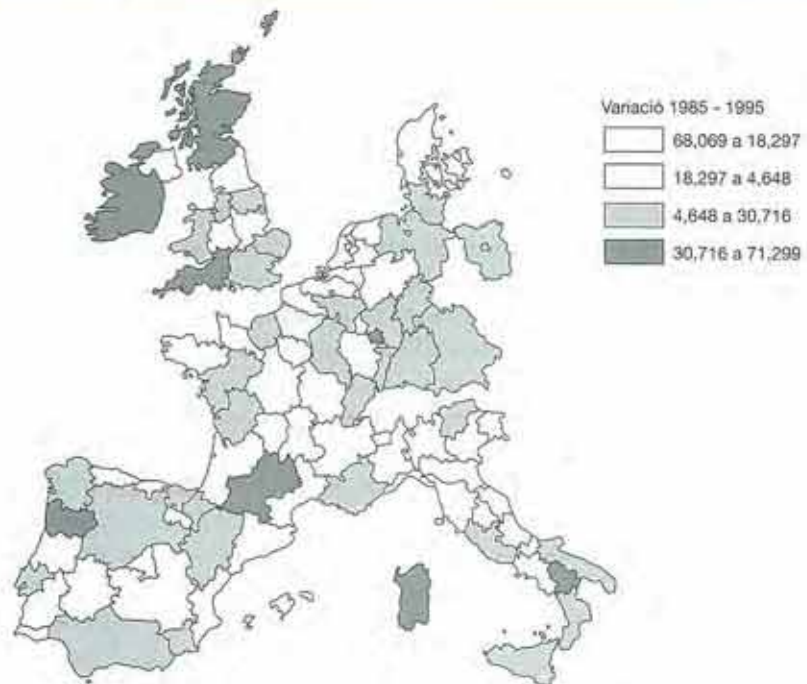 Variació 1985 - 1995
68,069 a 18,297
18,297 a 4,648
4,648 a 30,716
30,716 a 71,299